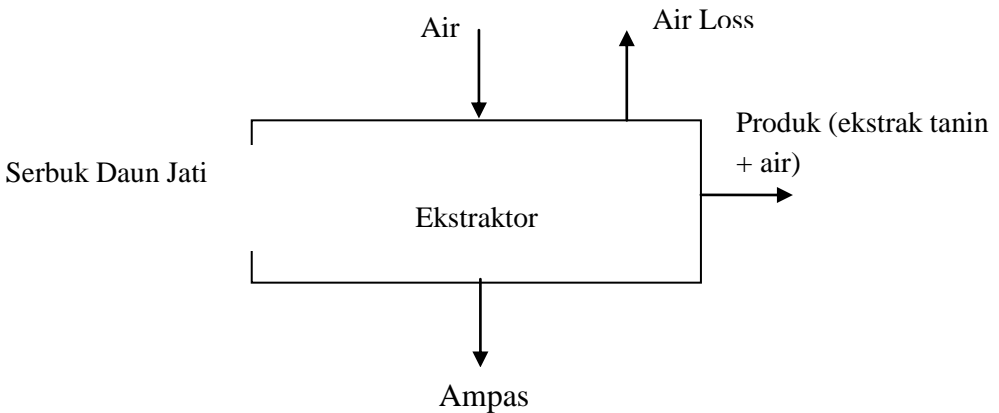 Air
Air Loss
Produk (ekstrak tanin
+ air)
Serbuk Daun Jati
Ekstraktor
Ampas